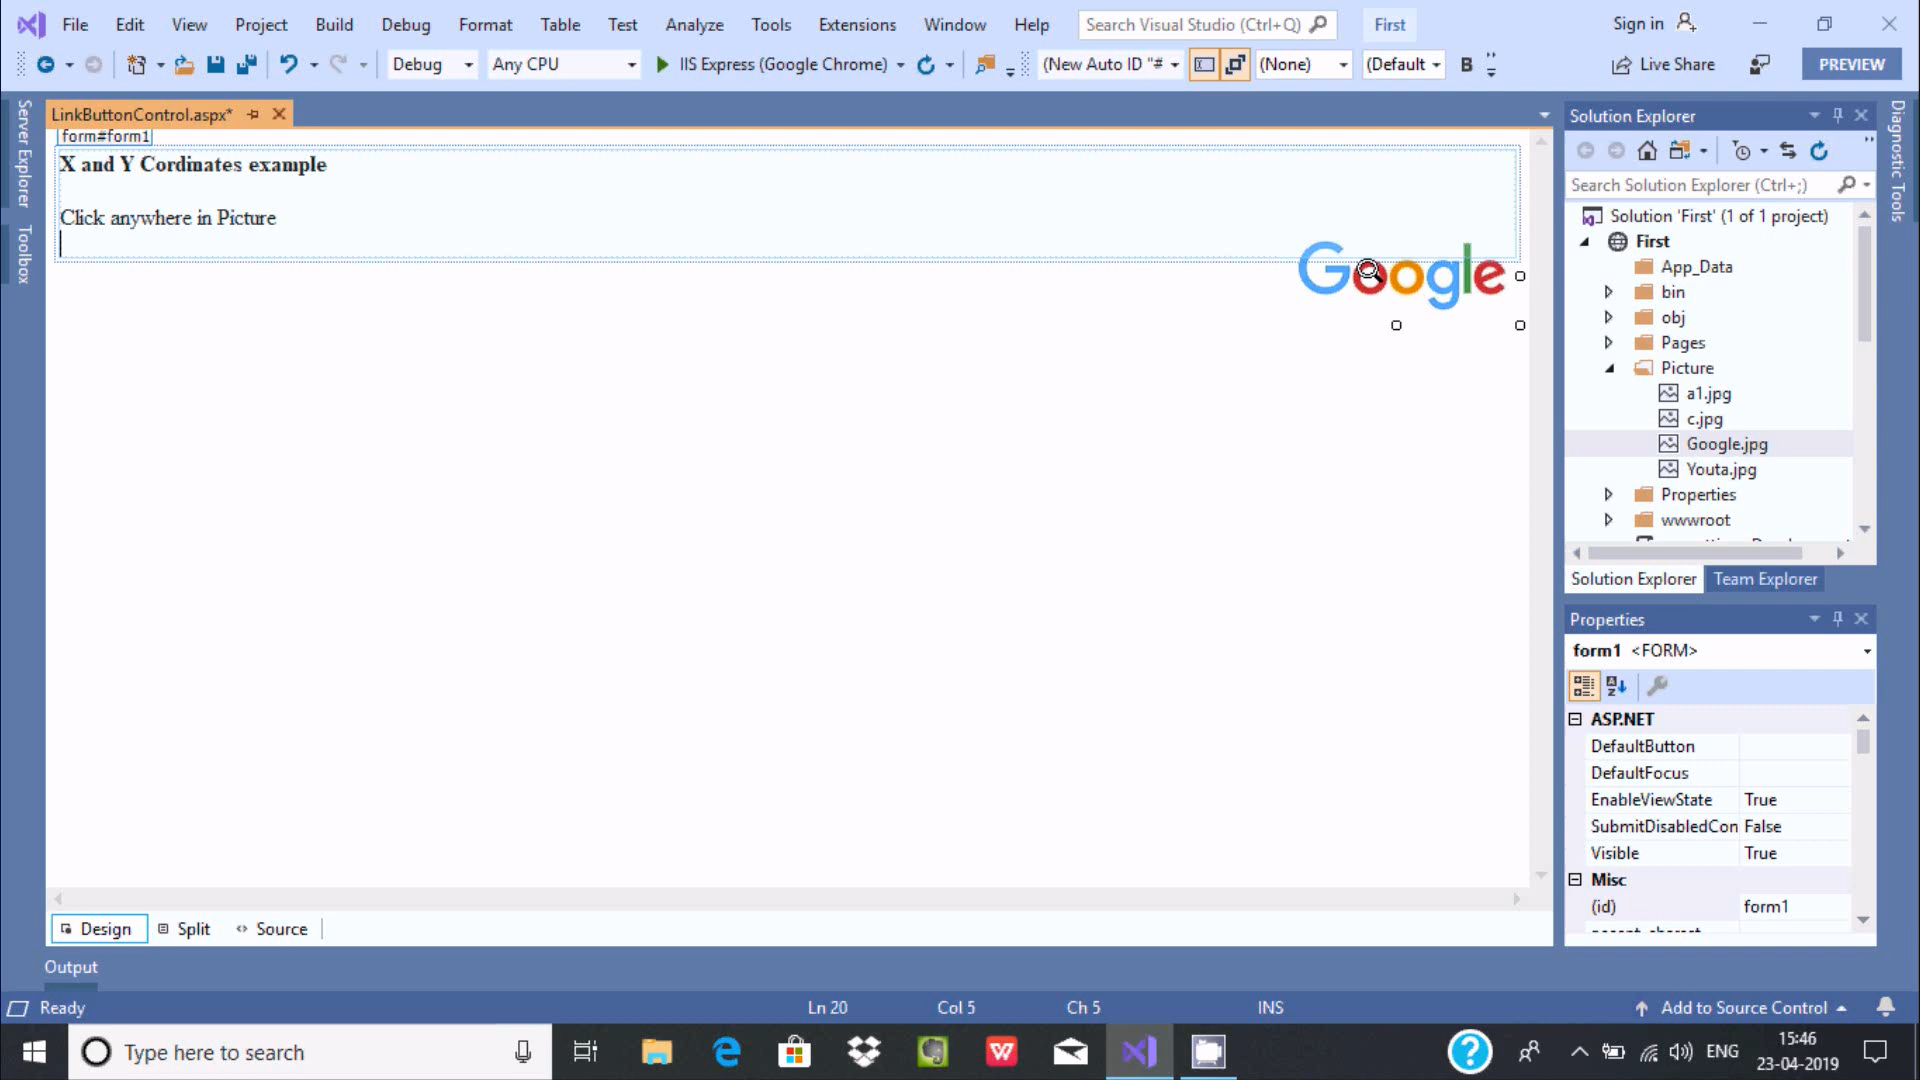 File Edit View Project Build Debug Format Table Test Analyze Tools Extensions Window Help Search Visual Studio (Ctrl+Q) First Sign in
Debug Any CPU IIS Express (Google Chrome) (New Auto ID "# (None) (Default B Live Share PREVIEW
Server Explorer
Toolbox
LinkButtonControl.aspx*
form#form1
X and Y Cordinates example
Click anywhere in Picture
Google
Design Split Source
Solution Explorer
Search Solution Explorer (Ctrl+;)
Solution 'First' (1 of 1 project)
First
App_Data
bin
obj
Pages
Picture
a1.jpg
c.jpg
Google.jpg
Youta.jpg
Properties
wwwroot
Solution Explorer Team Explorer
Diagnostic Tools
Properties
form1 <FORM>
ASP.NET
DefaultButton
DefaultFocus
EnableViewState True
SubmitDisabledCon False
Visible True
Misc
(id) form1
Output
Ready Ln 20 Col 5 Ch 5 INS Add to Source Control
Type here to search ENG 15:46
23-04-2019